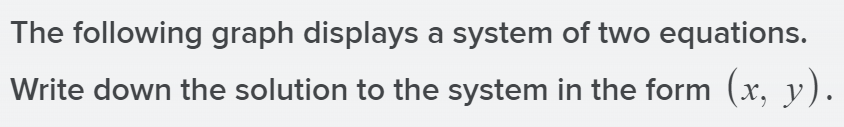 The following graph displays a system of two equations.
Write down the solution to the system in the form (x, y).